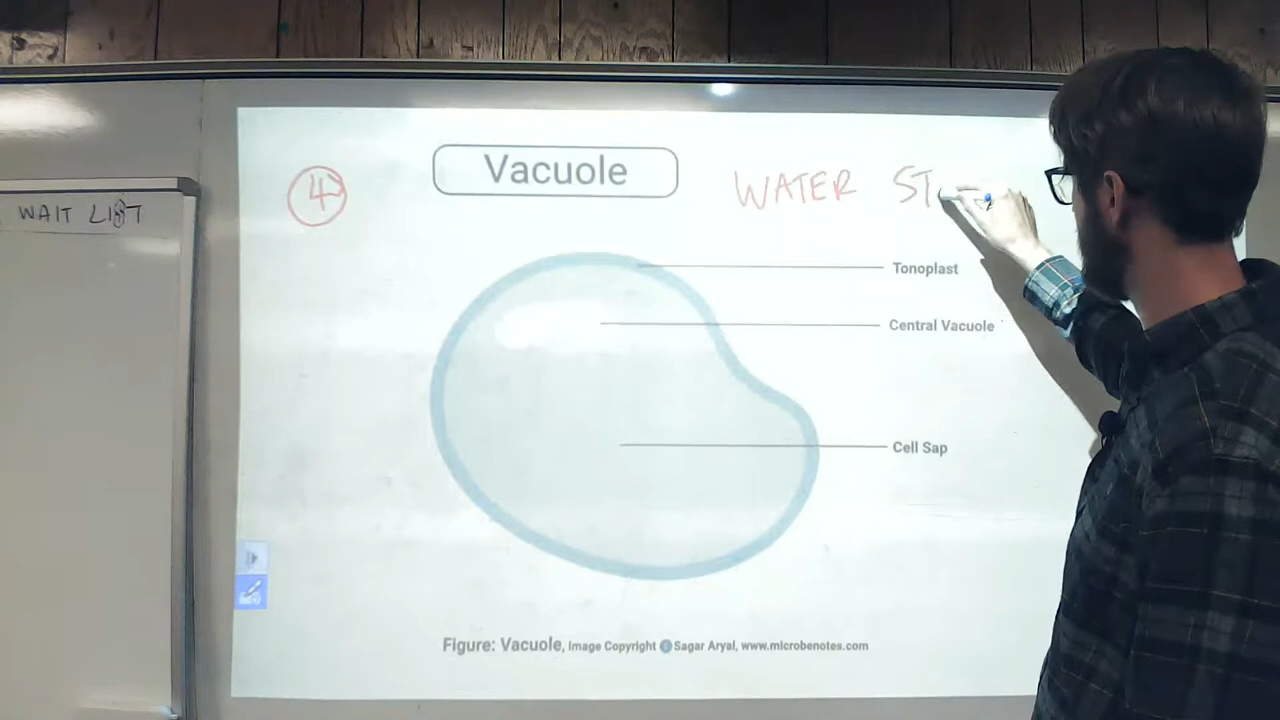 WAIT LIST
4
Vacuole
WATER ST
Tonoplast
Central Vacuole
Cell Sap
Figure: Vacuole, Image Copyright Sagar Aryal, www.microbenotes.com